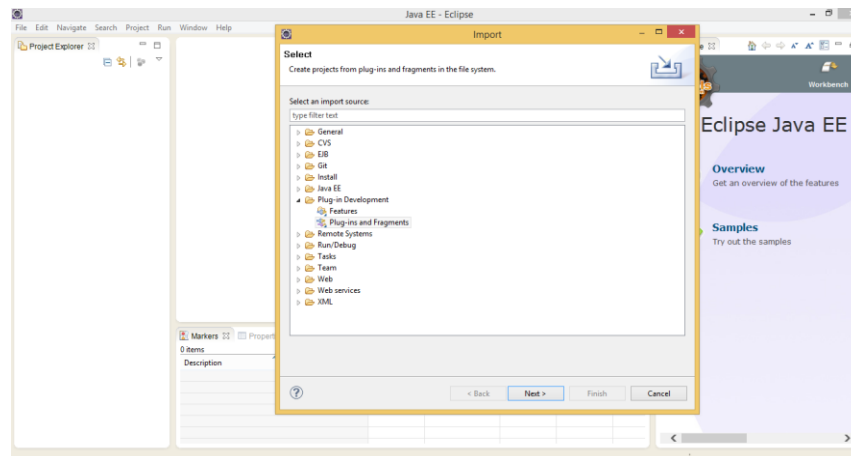 Java EE - Eclipse
File Edit Navigate Search Project Run Window Help
Project Explorer
Import
Select
Create projects from plug-ins and fragments in the file system.
Select an import source:
type filter text
General
CVS
EJB
Git
Install
Java EE
Plug-in Development
Features
Plug-ins and Fragments
Remote Systems
Run/Debug
Tasks
Team
Web
Web services
XML
< Back Next > Finish Cancel
Workbench
Eclipse Java EE
Overview
Get an overview of the features
Samples
Try out the samples
Markers
0 items
Description